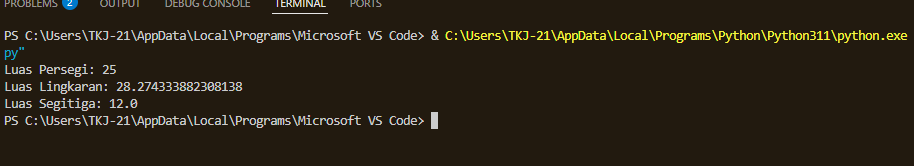 PROBLEMS 2 OUTPUT DEBUG CONSOLE TERMINAL PORTS
PS C:\Users\TKJ-21\AppData\Local\Programs\Microsoft VS Code> & C:\Users\TKJ-21\AppData\Local\Programs\Python\Python311\python.exe
py"
Luas Persegi: 25
Luas Lingkaran: 28.274333882308138
Luas Segitiga: 12.0
PS C:\Users\TKJ-21\AppData\Local\Programs\Microsoft VS Code>